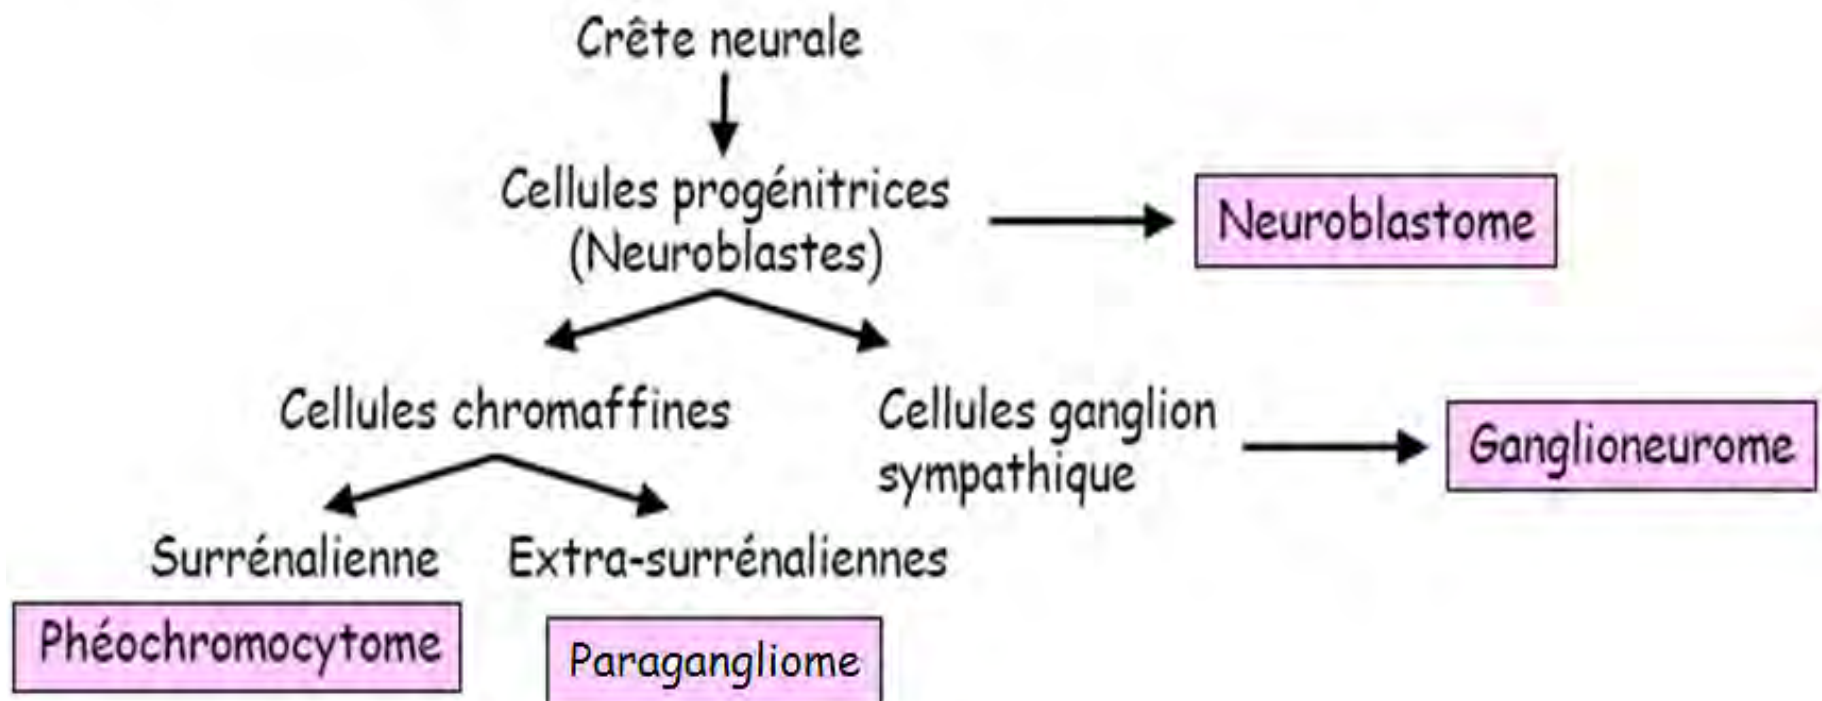 Crête neurale
Cellules progénitrices
(Neuroblastes)
Neuroblastome
Cellules chromaffines
Cellules ganglion
sympathique
Ganglioneurome
Surrénalienne
Extra-surrénaliennes
Phéochromocytome
Paragangliome